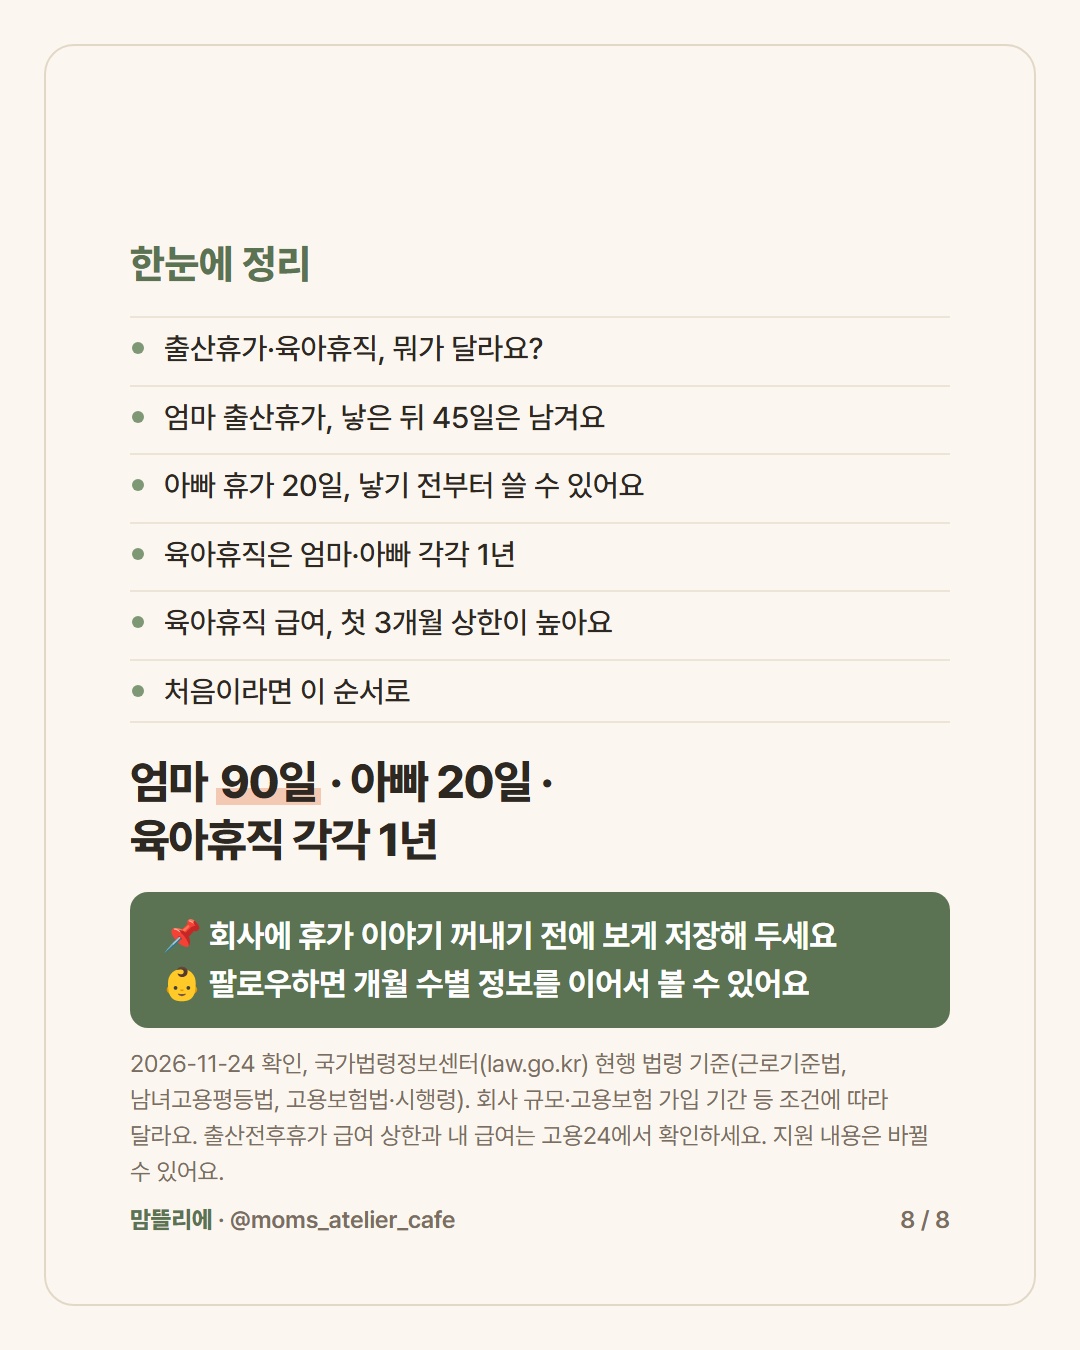 한눈에 정리
출산휴가·육아휴직, 뭐가 달라요?
엄마 출산휴가, 낳은 뒤 45일은 남겨요
아빠 휴가 20일, 낳기 전부터 쓸 수 있어요
육아휴직은 엄마·아빠 각각 1년
육아휴직 급여, 첫 3개월 상한이 높아요
처음이라면 이 순서로
엄마 90일 · 아빠 20일 ·
육아휴직 각각 1년
📌 회사에 휴가 이야기 꺼내기 전에 보게 저장해 두세요
👶 팔로우하면 개월 수별 정보를 이어서 볼 수 있어요
2026-11-24 확인, 국가법령정보센터(law.go.kr) 현행 법령 기준(근로기준법,
남녀고용평등법, 고용보험법·시행령). 회사 규모·고용보험 가입 기간 등 조건에 따라
달라요. 출산전후휴가 급여 상한과 내 급여는 고용24에서 확인하세요. 지원 내용은 바뀔
수 있어요.
맘뜰리에 · @moms_atelier_cafe
8 / 8